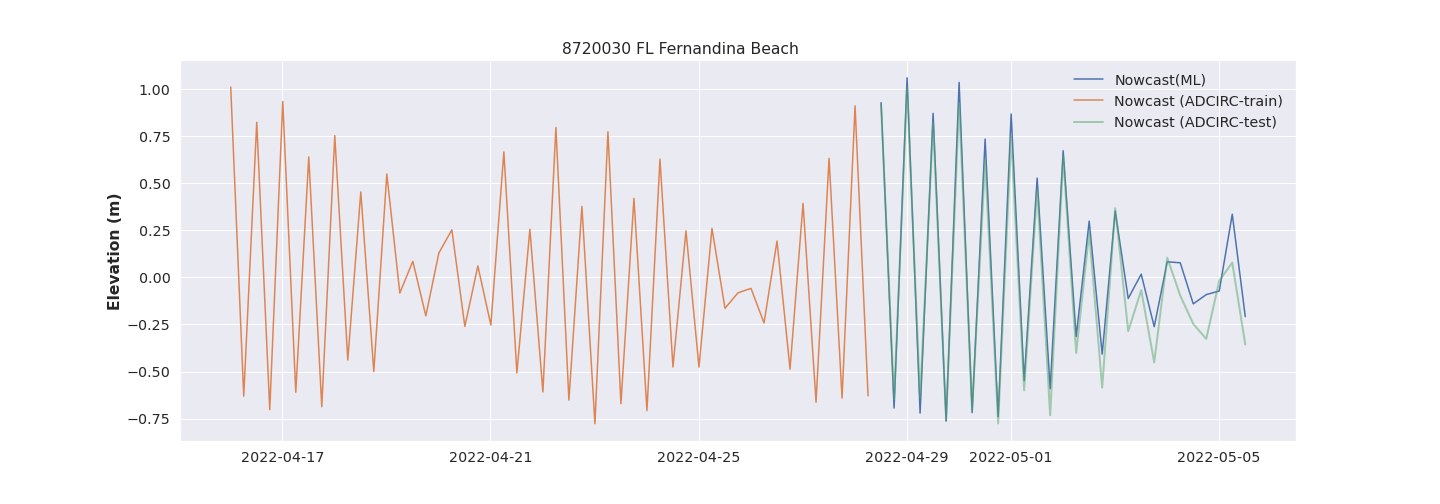 8720030 FL Fernandina Beach
Nowcast(ML)
Nowcast (ADCIRC-train)
Nowcast (ADCIRC-test)
Elevation (m)
1.00
0.75
0.50
0.25
0.00
−0.25
−0.50
−0.75
2022-04-17 2022-04-21 2022-04-25 2022-04-29 2022-05-01 2022-05-05